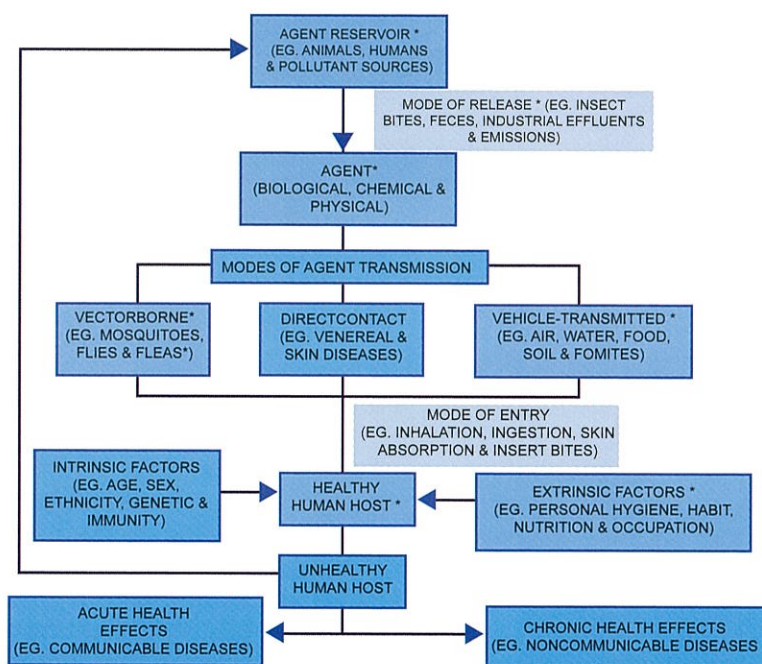 AGENT RESERVOIR *
(EG. ANIMALS, HUMANS
& POLLUTANT SOURCES)
MODE OF RELEASE * (EG. INSECT
BITES, FECES, INDUSTRIAL EFFLUENTS
& EMISSIONS)
AGENT*
(BIOLOGICAL, CHEMICAL &
PHYSICAL)
MODES OF AGENT TRANSMISSION
VECTORBORNE*
(EG. MOSQUITOES,
FLIES & FLEAS*)
DIRECTCONTACT
(EG. VENEREAL &
SKIN DISEASES)
VEHICLE-TRANSMITTED *
(EG. AIR, WATER, FOOD,
SOIL & FOMITES)
MODE OF ENTRY
(EG. INHALATION, INGESTION, SKIN
ABSORPTION & INSERT BITES)
INTRINSIC FACTORS
(EG. AGE, SEX,
ETHNICITY, GENETIC &
IMMUNITY)
HEALTHY
HUMAN HOST *
EXTRINSIC FACTORS *
(EG. PERSONAL HYGIENE, HABIT,
NUTRITION & OCCUPATION)
UNHEALTHY
HUMAN HOST
ACUTE HEALTH
EFFECTS
(EG. COMMUNICABLE DISEASES)
CHRONIC HEALTH EFFECTS
(EG. NONCOMMUNICABLE DISEASES